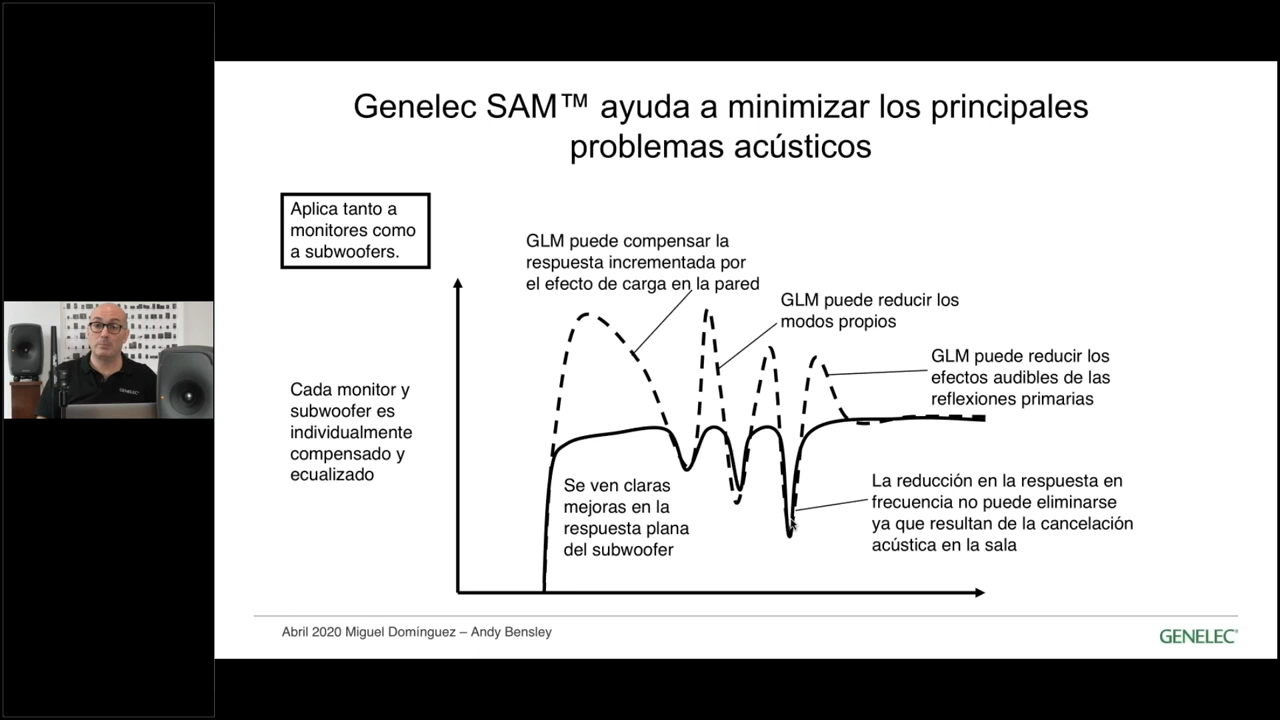 Genelec SAM™ ayuda a minimizar los principales
problemas acústicos
Aplica tanto a
monitores como
a subwoofers.
GLM puede compensar la
respuesta incrementada por
el efecto de carga en la pared
GLM puede reducir los
modos propios
GLM puede reducir los
efectos audibles de las
reflexiones primarias
Cada monitor y
subwoofer es
individualmente
compensado y
ecualizado
Se ven claras
mejoras en la
respuesta plana
del subwoofer
La reducción en la respuesta en
frecuencia no puede eliminarse
ya que resultan de la cancelación
acústica en la sala
Abril 2020 Miguel Domínguez – Andy Bensley
GENELEC®
GENELEC